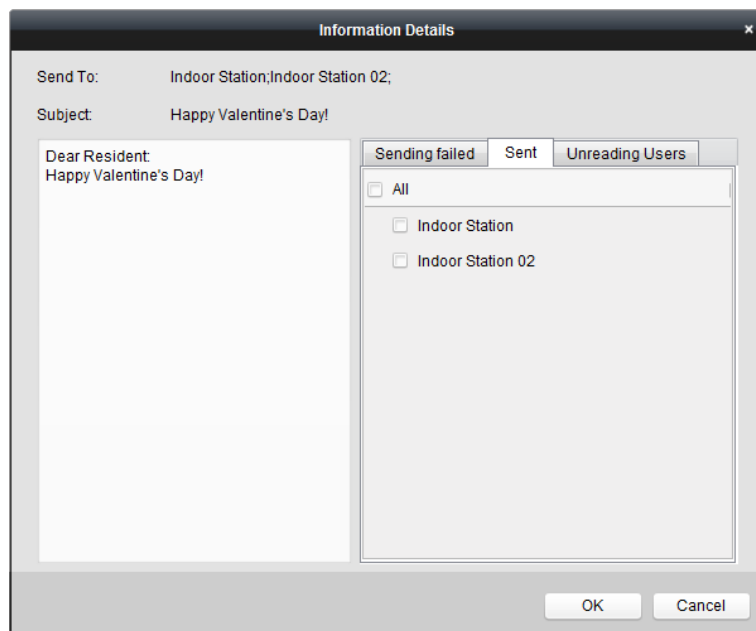 Information Details
×
Send To: Indoor Station;Indoor Station 02;
Subject: Happy Valentine's Day!
Dear Resident:
Happy Valentine's Day!
Sending failed Sent Unreading Users
All
Indoor Station
Indoor Station 02
OK Cancel